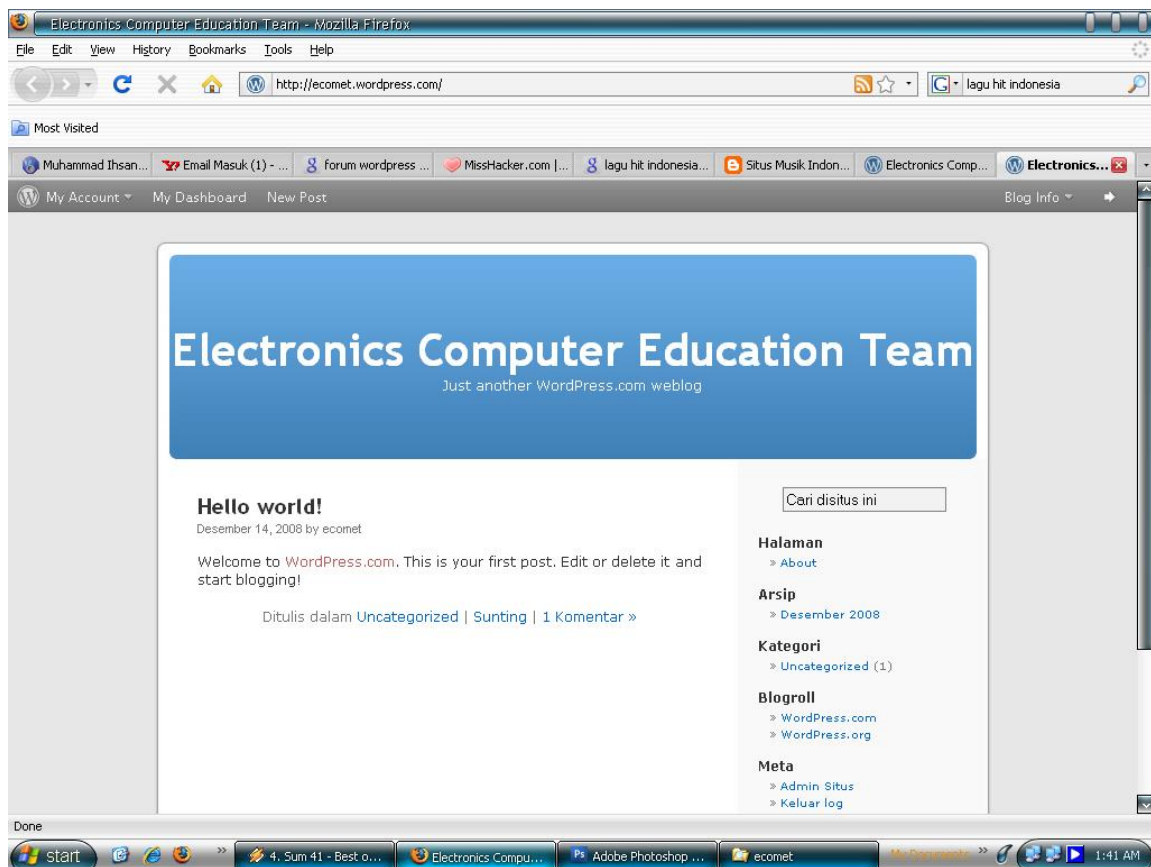 Electronics Computer Education Team - Mozilla Firefox
File Edit View History Bookmarks Tools Help
http://ecomet.wordpress.com/ G lagu hit indonesia
Most Visited
Muhammad Ihsan... Email Masuk (1) - ... forum wordpress ... MissHacker.com |... lagu hit indonesia... Situs Musik Indon... Electronics Comp... Electronics...
My Account My Dashboard New Post Blog Info
Electronics Computer Education Team
Just another WordPress.com weblog
Hello world!
Desember 14, 2008 by ecomet
Welcome to WordPress.com. This is your first post. Edit or delete it and
start blogging!
Ditulis dalam Uncategorized | Sunting | 1 Komentar »
Cari disitus ini
Halaman
» About
Arsip
» Desember 2008
Kategori
» Uncategorized (1)
Blogroll
» WordPress.com
» WordPress.org
Meta
» Admin Situs
» Keluar log
Done
start » 4. Sum 41 - Best o... Electronics Compu... Ps Adobe Photoshop ... ecomet My Documents » 1:41 AM